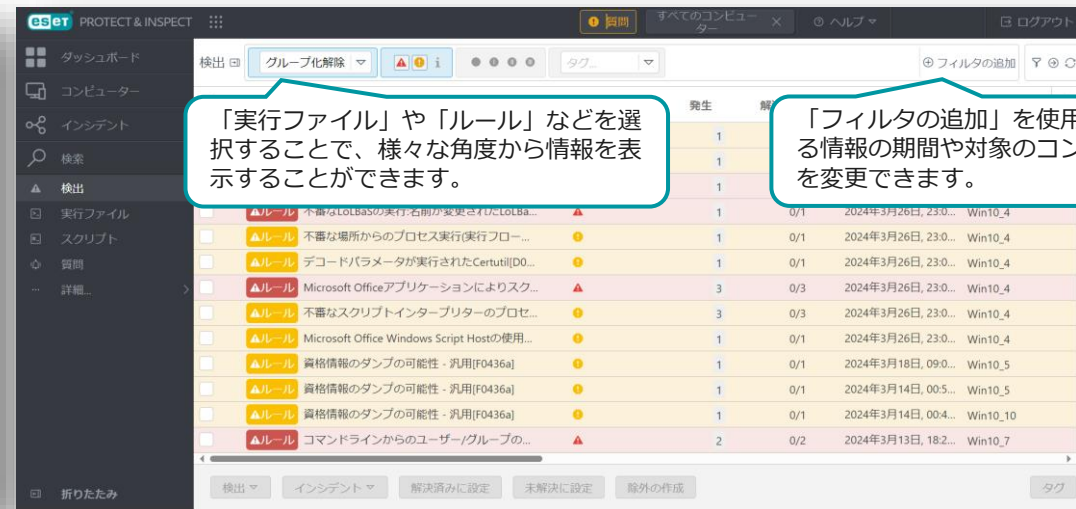 eset PROTECT & INSPECT
質問
すべてのコンピューター
ヘルプ
ログアウト
ダッシュボード
コンピューター
インシデント
検索
検出
実行ファイル
スクリプト
質問
詳細...
折りたたみ
検出
グループ化解除
タグ...
フィルタの追加
発生
「実行ファイル」や「ルール」などを選
択することで、様々な角度から情報を表
示することができます。
「フィルタの追加」を使用
る情報の期間や対象のコン
を変更できます。
1
1
1
ルール 不審なLoLBaSの実行:名前が変更されたLoLBa... 1 0/1 2024年3月26日, 23:0... Win10_4
ルール 不審な場所からのプロセス実行(実行フロー... 1 0/1 2024年3月26日, 23:0... Win10_4
ルール デコードパラメータが実行されたCertutil[D0... 1 0/1 2024年3月26日, 23:0... Win10_4
ルール Microsoft Officeアプリケーションによりスク... 3 0/3 2024年3月26日, 23:0... Win10_4
ルール 不審なスクリプトインタープリターのプロセ... 3 0/3 2024年3月26日, 23:0... Win10_4
ルール Microsoft Office Windows Script Hostの使用... 1 0/1 2024年3月26日, 23:0... Win10_4
ルール 資格情報のダンプの可能性 - 汎用[F0436a] 1 0/1 2024年3月18日, 09:0... Win10_5
ルール 資格情報のダンプの可能性 - 汎用[F0436a] 1 0/1 2024年3月14日, 00:5... Win10_5
ルール 資格情報のダンプの可能性 - 汎用[F0436a] 1 0/1 2024年3月14日, 00:4... Win10_10
ルール コマンドラインからのユーザー/グループの... 2 0/2 2024年3月13日, 18:2... Win10_7
検出
インシデント
解決済みに設定
未解決に設定
除外の作成
タグ